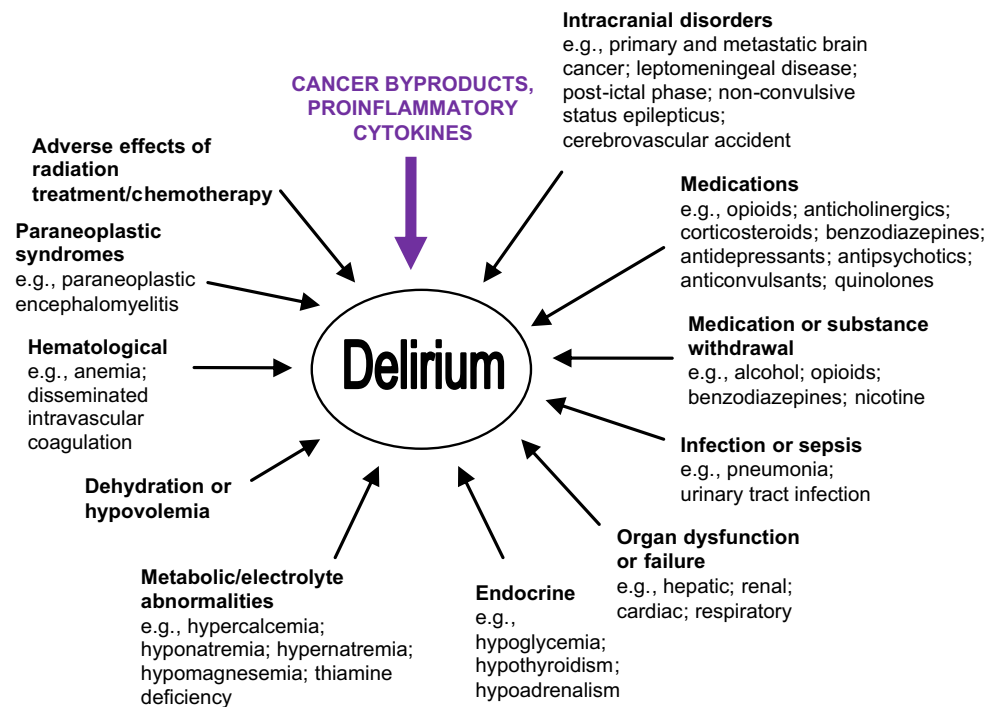 Intracranial disorders
e.g., primary and metastatic brain
cancer; leptomeningeal disease;
post-ictal phase; non-convulsive
status epilepticus;
cerebrovascular accident
CANCER BYPRODUCTS,
PROINFLAMMATORY
CYTOKINES
Adverse effects of
radiation
treatment/chemotherapy
Medications
e.g., opioids; anticholinergics;
corticosteroids; benzodiazepines;
antidepressants; antipsychotics;
anticonvulsants; quinolones
Paraneoplastic
syndromes
e.g., paraneoplastic
encephalomyelitis
Delirium
Medication or substance
withdrawal
e.g., alcohol; opioids;
benzodiazepines; nicotine
Hematological
e.g., anemia;
disseminated
intravascular
coagulation
Infection or sepsis
e.g., pneumonia;
urinary tract infection
Dehydration or
hypovolemia
Organ dysfunction
or failure
e.g., hepatic; renal;
cardiac; respiratory
Metabolic/electrolyte
abnormalities
e.g., hypercalcemia;
hyponatremia; hypernatremia;
hypomagnesemia; thiamine
deficiency
Endocrine
e.g.,
hypoglycemia;
hypothyroidism;
hypoadrenalism